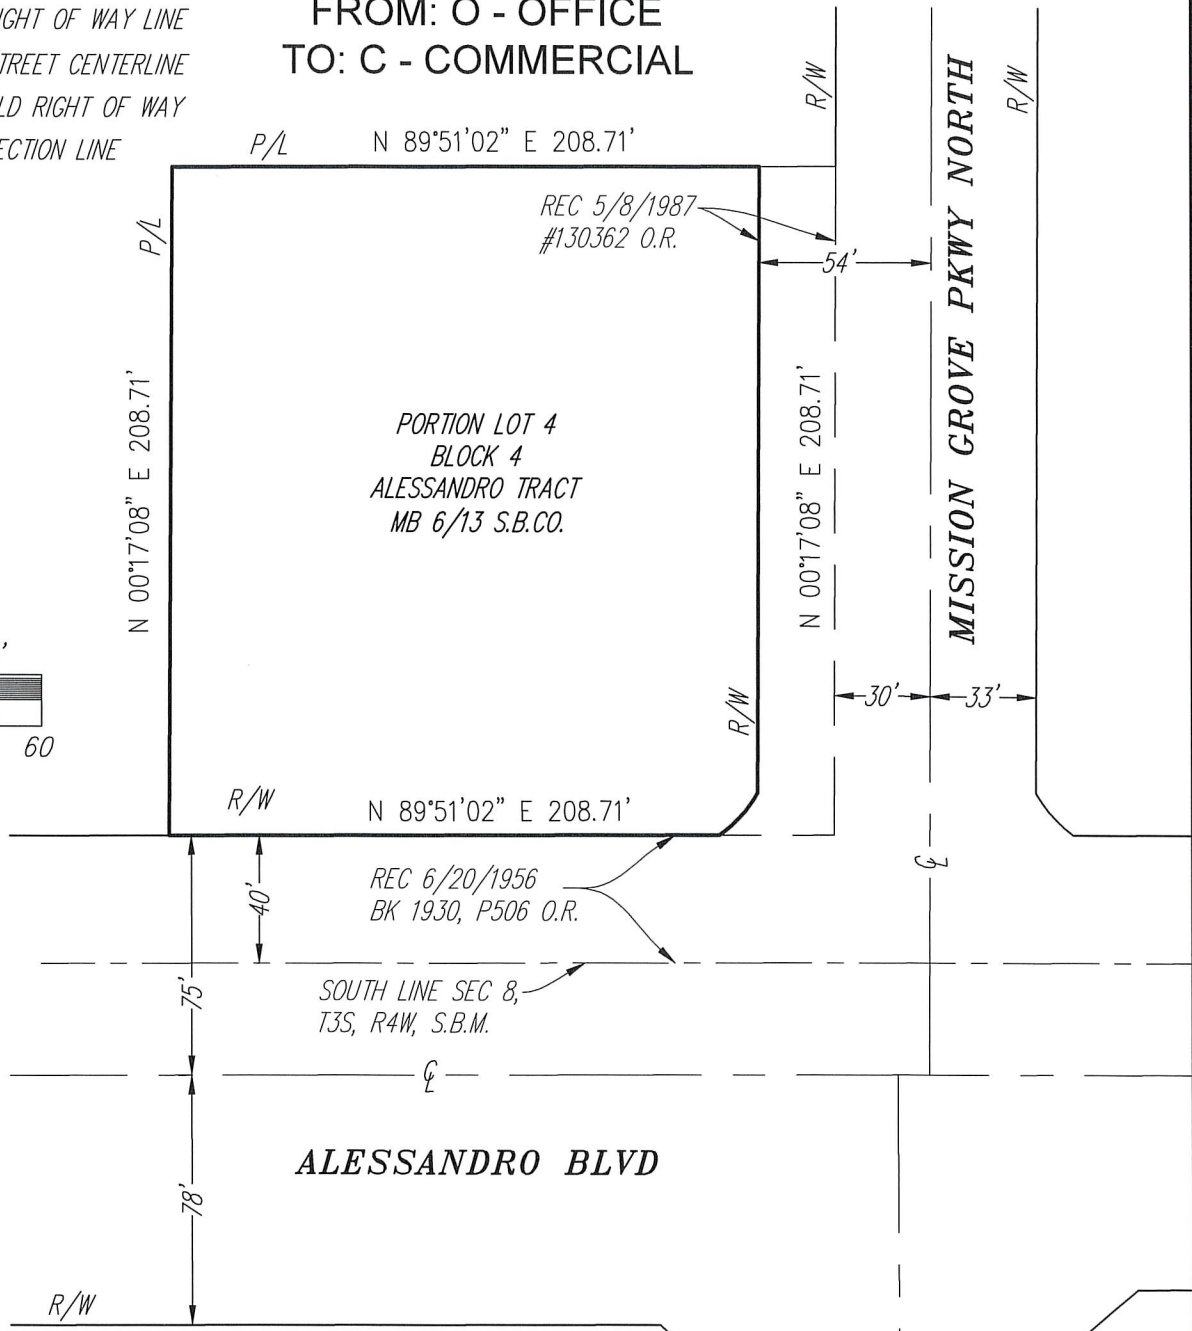 IGHT OF WAY LINE
TREET CENTERLINE
LD RIGHT OF WAY
ECTION LINE
FROM: O - OFFICE
TO: C - COMMERCIAL
P/L
N 89°51'02" E 208.71'
R/W
R/W
MISSION GROVE PKWY NORTH
P/L
REC 5/8/1987
#130362 O.R.
54'
N 00°17'08" E 208.71'
PORTION LOT 4
BLOCK 4
ALESSANDRO TRACT
MB 6/13 S.B.CO.
N 00°17'08" E 208.71'
'
60
R/W
30'
33'
R/W
N 89°51'02" E 208.71'
40'
REC 6/20/1956
BK 1930, P506 O.R.
℄
75'
SOUTH LINE SEC 8,
T3S, R4W, S.B.M.
℄
ALESSANDRO BLVD
78'
R/W